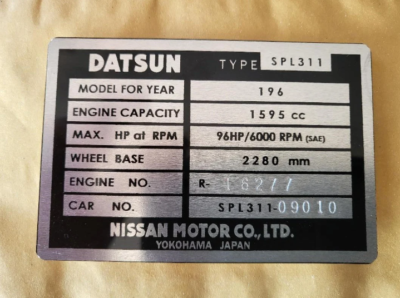 DATSUN TYPE SPL311
MODEL FOR YEAR 196
ENGINE CAPACITY 1595 cc
MAX. HP at RPM 96HP/6000 RPM (SAE)
WHEEL BASE 2280 mm
ENGINE NO. R- 16277
CAR NO. SPL311-09010
NISSAN MOTOR CO., LTD.
YOKOHAMA JAPAN